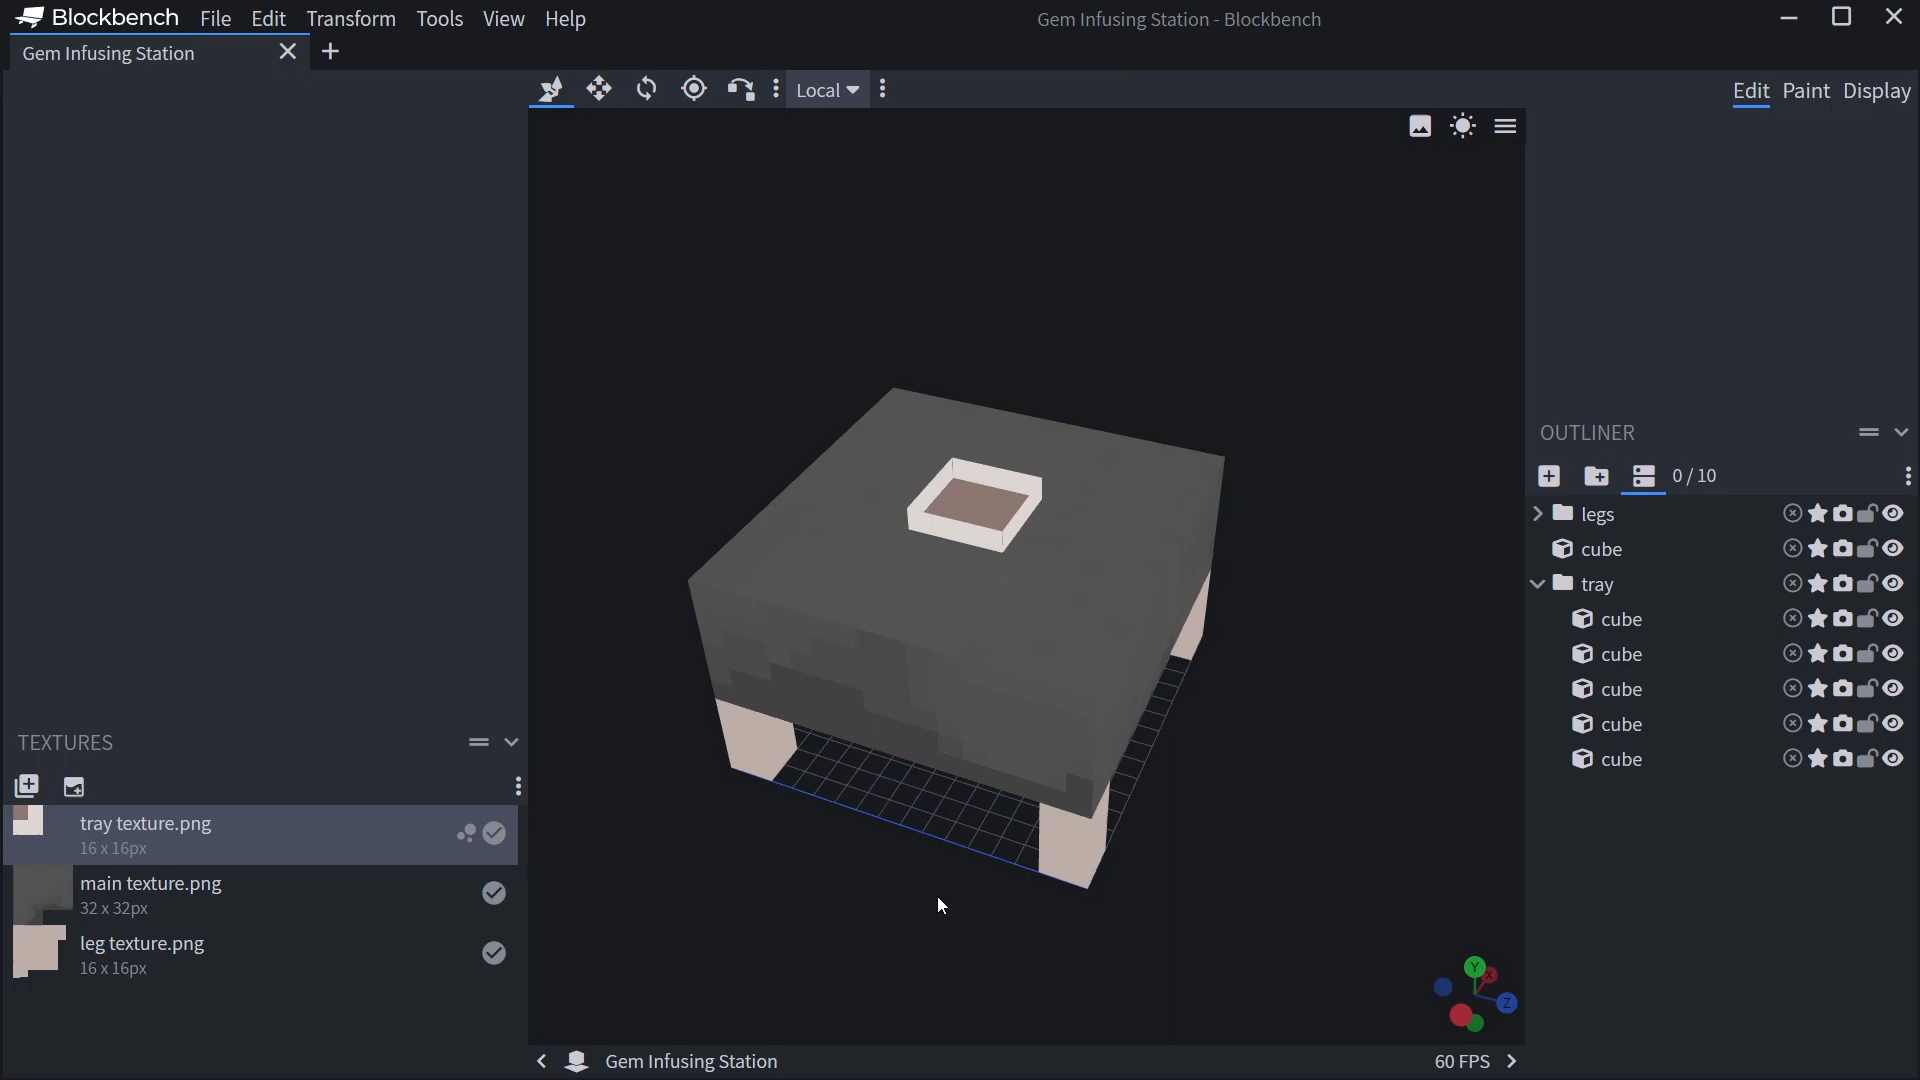 Blockbench File Edit Transform Tools View Help
Gem Infusing Station - Blockbench
Gem Infusing Station
Local
Edit Paint Display
OUTLINER
0 / 10
legs
cube
tray
cube
cube
cube
cube
cube
TEXTURES
tray texture.png
16 x 16px
main texture.png
32 x 32px
leg texture.png
16 x 16px
Y
X
Z
Gem Infusing Station
60 FPS